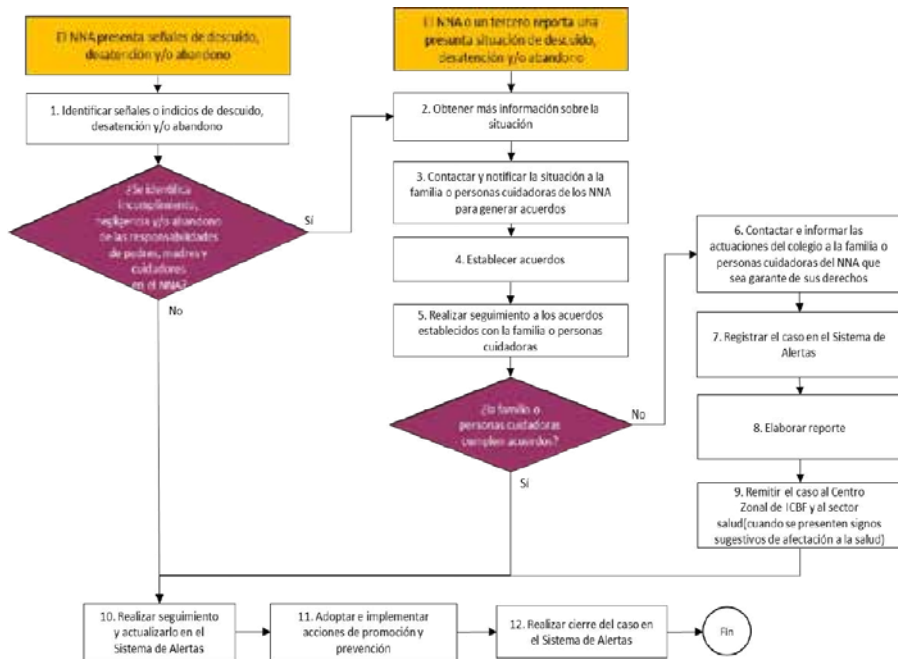 El NNA presenta señales de descuido,
desatención y/o abandono
El NNA o un tercero reporta una
presunta situación de descuido,
desatención y/o abandono
1. Identificar señales o indicios de descuido,
desatención y/o abandono
2. Obtener más información sobre la
situación
¿Se identifica
incumplimiento,
negligencia y/o abandono
de las responsabilidades
de padres, madres y
cuidadores
en el NNA?
Sí
No
3. Contactar y notificar la situación a la
familia o personas cuidadoras de los NNA
para generar acuerdos
4. Establecer acuerdos
5. Realizar seguimiento a los acuerdos
establecidos con la familia o personas
cuidadoras
¿la familia o
personas cuidadoras
cumplen acuerdos?
No
Sí
6. Contactar e informar las
actuaciones del colegio a la familia o
personas cuidadoras del NNA que
sea garante de sus derechos
7. Registrar el caso en el Sistema de
Alertas
8. Elaborar reporte
9. Remitir el caso al Centro
Zonal de ICBF y al sector
salud(cuando se presenten signos
sugestivos de afectación a la salud)
10. Realizar seguimiento
y actualizarlo en el
Sistema de Alertas
11. Adoptar e implementar
acciones de promoción y
prevención
12. Realizar cierre del caso en
el Sistema de Alertas
Fin